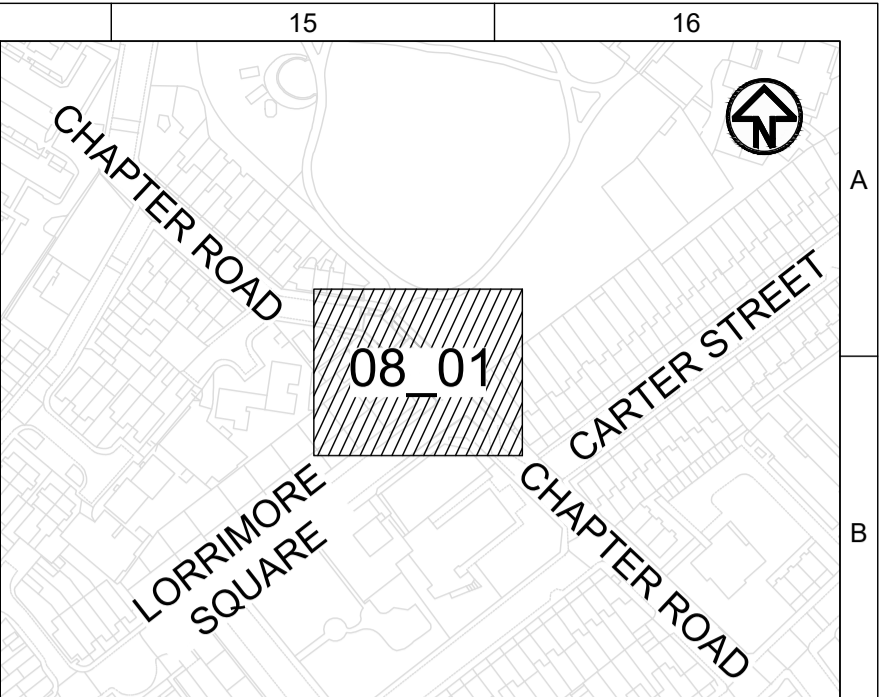 15
16
CHAPTER ROAD
N
A
08_01
CARTER STREET
LORRIMORE
SQUARE
CHAPTER ROAD
B